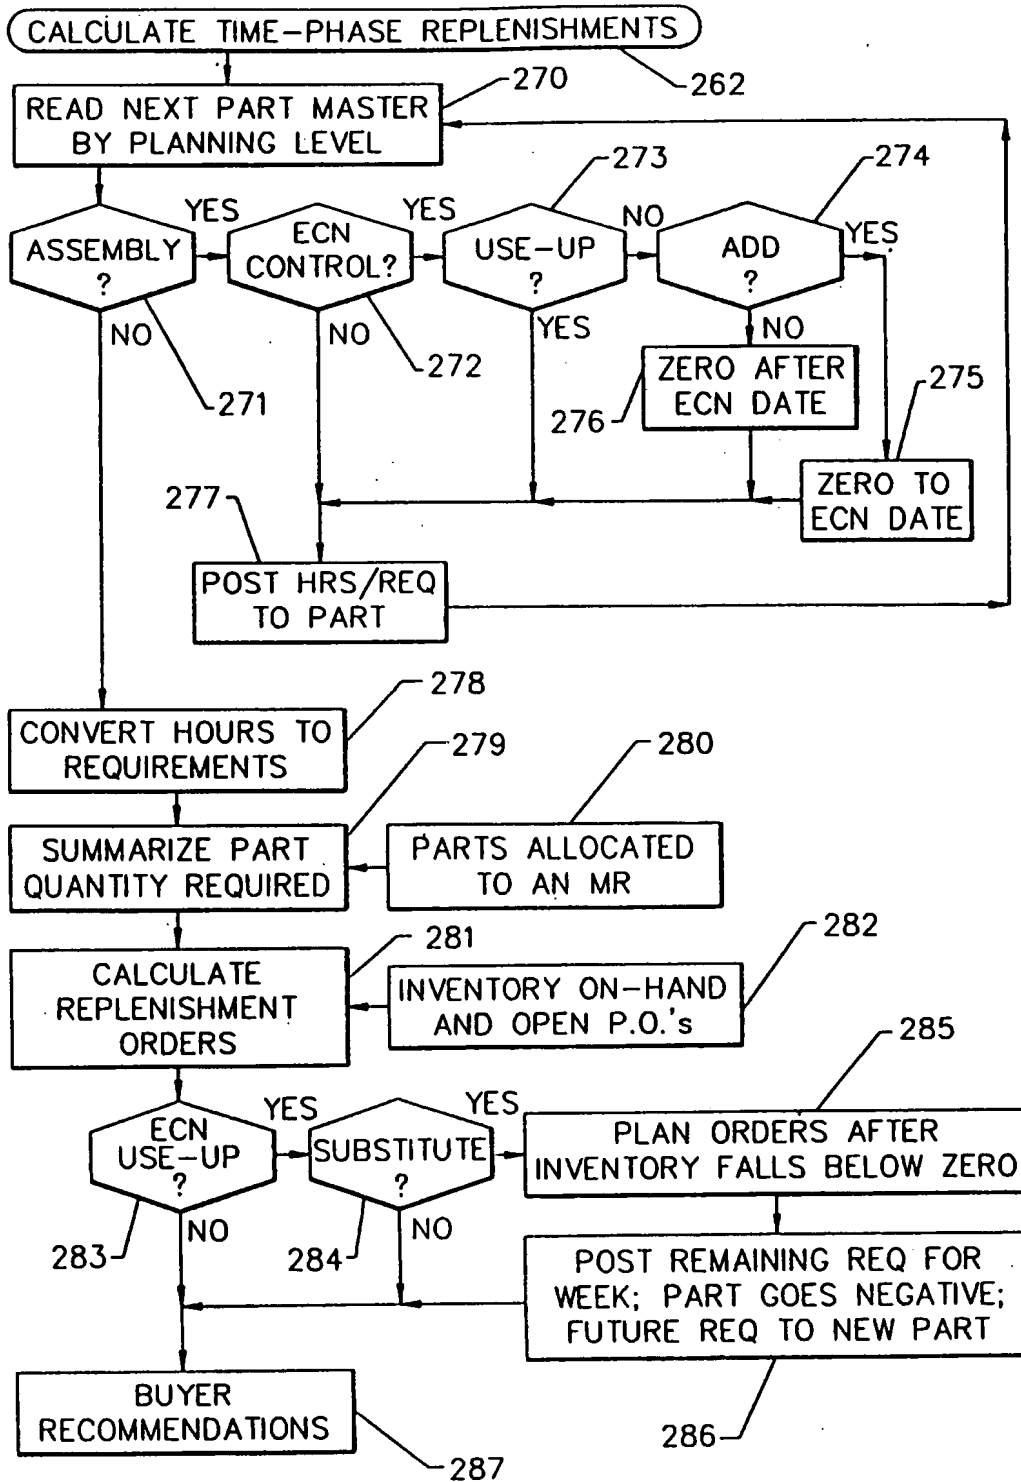 CALCULATE TIME-PHASE REPLENISHMENTS
262
270
READ NEXT PART MASTER
BY PLANNING LEVEL
273
274
ASSEMBLY
?
YES
ECN
CONTROL?
YES
USE-UP
?
NO
ADD
?
YES
NO
271
NO
272
YES
NO
ZERO AFTER
ECN DATE
276
275
ZERO TO
ECN DATE
277
POST HRS/REQ
TO PART
278
CONVERT HOURS TO
REQUIREMENTS
279
280
SUMMARIZE PART
QUANTITY REQUIRED
PARTS ALLOCATED
TO AN MR
281
282
CALCULATE
REPLENISHMENT
ORDERS
INVENTORY ON-HAND
AND OPEN P.O.'s
285
ECN
USE-UP
?
YES
SUBSTITUTE
?
YES
PLAN ORDERS AFTER
INVENTORY FALLS BELOW ZERO
283
NO
284
NO
POST REMAINING REQ FOR
WEEK; PART GOES NEGATIVE;
FUTURE REQ TO NEW PART
286
BUYER
RECOMMENDATIONS
287